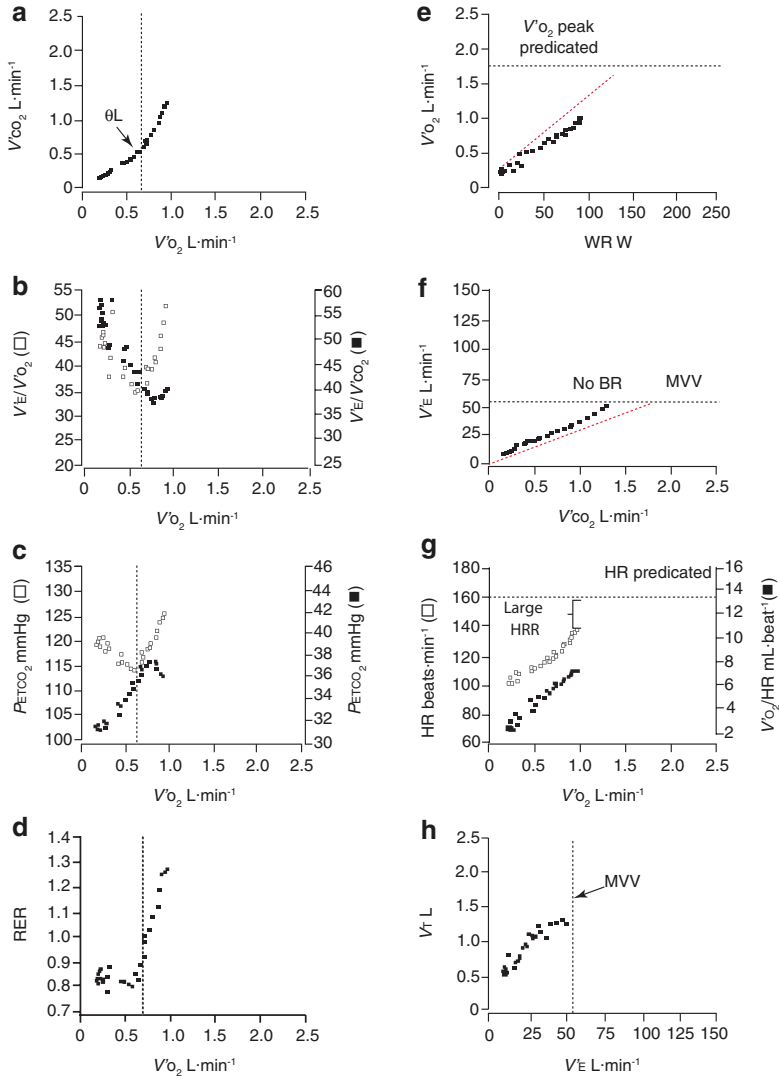 a
2.5
2.0
1.5
1.0
0.5
0
V'co2 L·min-1
θL
0 0.5 1.0 1.5 2.0 2.5
V'o2 L·min-1
b
55
50
45
40
35
30
25
20
V'E/V'o2 (□)
60
55
50
45
40
35
30
25
V'E/V'co2 (■)
0 0.5 1.0 1.5 2.0 2.5
V'o2 L·min-1
c
135
130
125
120
115
110
105
100
PETCO2 mmHg (□)
46
44
42
40
38
36
34
32
30
PETCO2 mmHg (■)
0 0.5 1.0 1.5 2.0 2.5
V'o2 L·min-1
d
1.4
1.3
1.2
1.1
1.0
0.9
0.8
0.7
RER
0 0.5 1.0 1.5 2.0 2.5
V'o2 L·min-1
e
2.5
2.0
1.5
1.0
0.5
0
V'o2 L·min-1
V'o2 peak
predicated
0 50 100 150 200 250
WR W
f
150
125
100
75
50
25
0
V'E L·min-1
No BR
MVV
0 0.5 1.0 1.5 2.0 2.5
V'co2 L·min-1
g
180
160
140
120
100
80
60
HR beats·min-1 (□)
HR predicated
Large
HRR
16
14
12
10
8
6
4
2
V'o2/HR mL·beat-1(■)
0 0.5 1.0 1.5 2.0 2.5
V'o2 L·min-1
h
2.5
2.0
1.5
1.0
0.5
0
VT L
MVV
0 25 50 75 100 125 150
V'E L·min-1